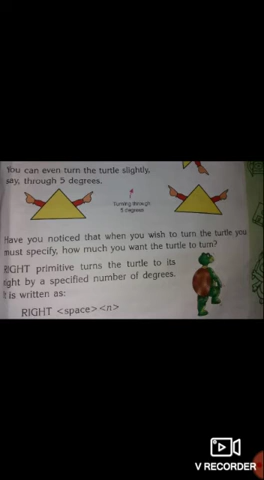 You can even turn the turtle slightly,
say, through 5 degrees.
Turning through
5 degrees
Have you noticed that when you wish to turn the turtle you
must specify, how much you want the turtle to turn?
RIGHT primitive turns the turtle to its
right by a specified number of degrees.
It is written as:
RIGHT <space><n>
V RECORDER